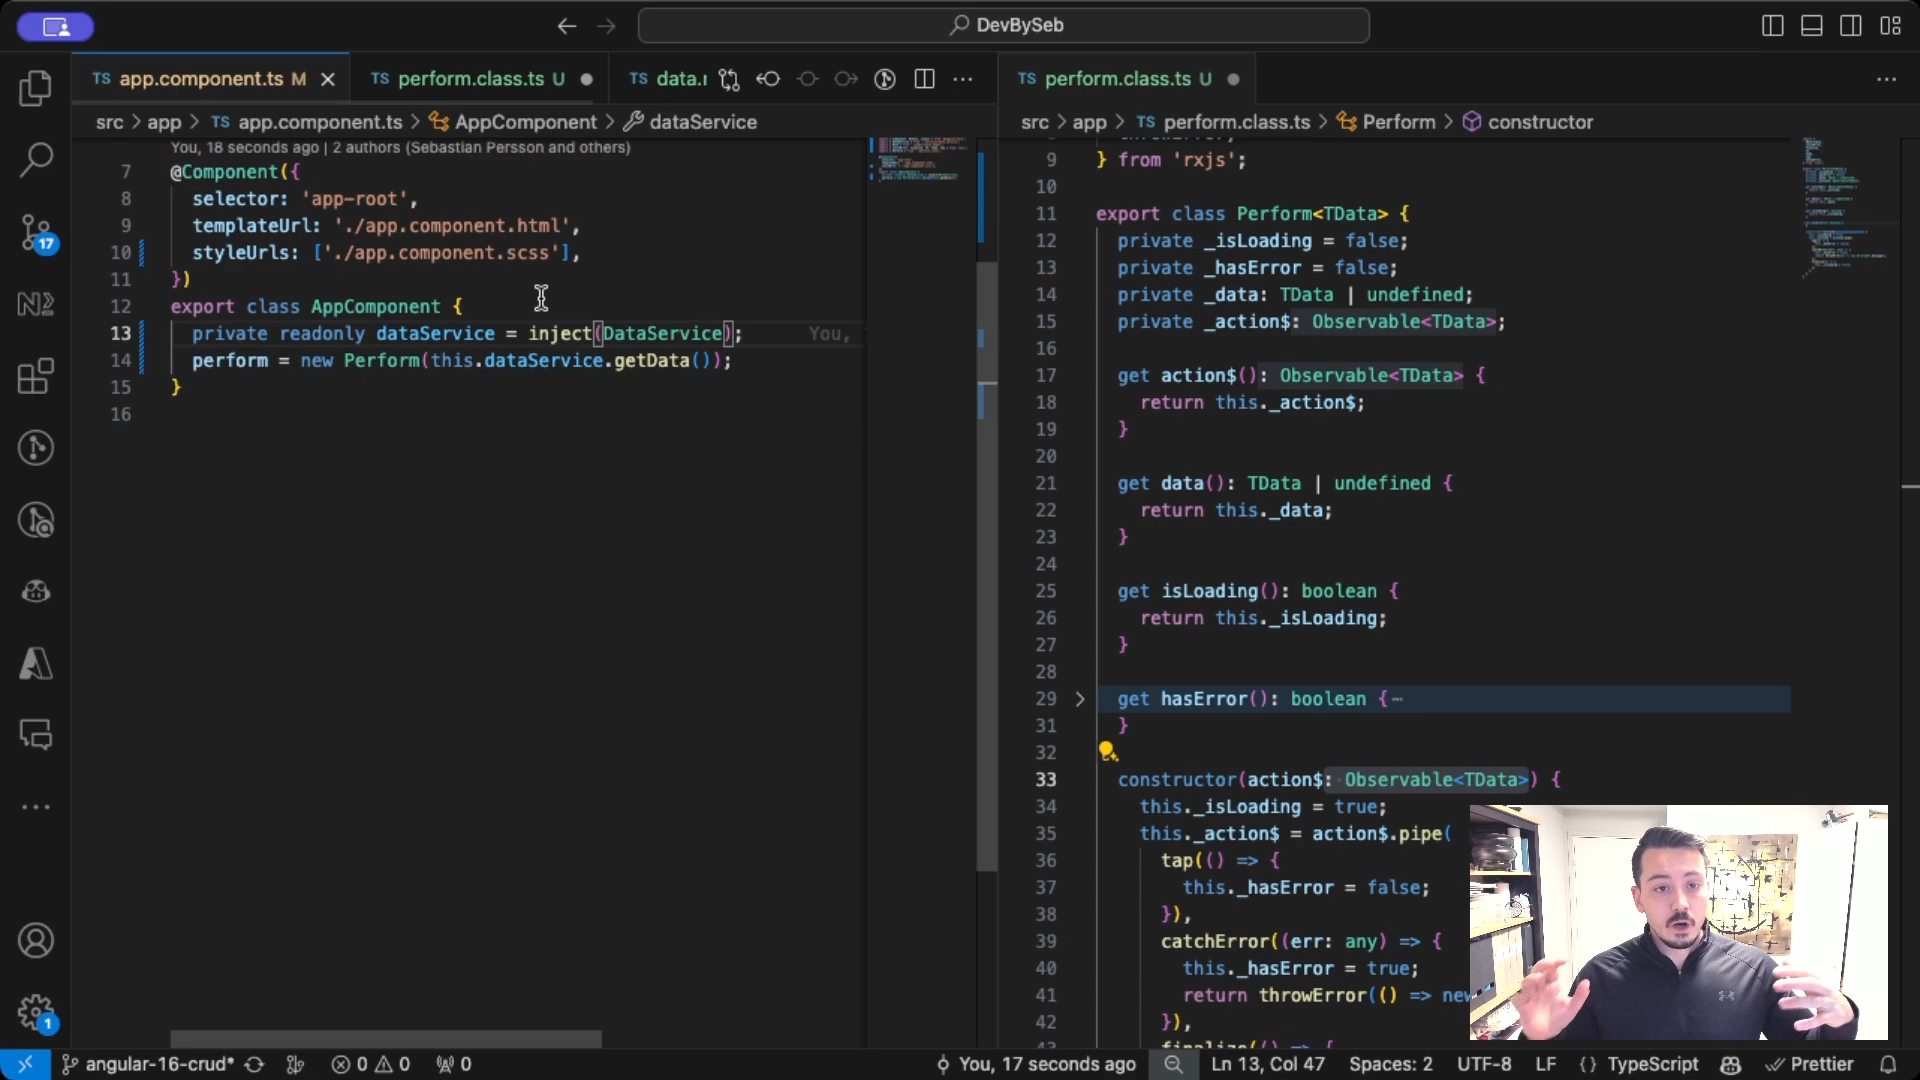 DevBySeb
TS app.component.ts M
TS perform.class.ts U
TS data.r
TS perform.class.ts U
src > app > TS app.component.ts > AppComponent > dataService
src > app > TS perform.class.ts > Perform > constructor
You, 18 seconds ago | 2 authors (Sebastian Persson and others)
7 @Component({
8 selector: 'app-root',
9 templateUrl: './app.component.html',
10 styleUrls: ['./app.component.scss'],
11 })
12 export class AppComponent {
13 private readonly dataService = inject(DataService); You,
14 perform = new Perform(this.dataService.getData());
15 }
16
9 } from 'rxjs';
10
11 export class Perform<TData> {
12 private _isLoading = false;
13 private _hasError = false;
14 private _data: TData | undefined;
15 private _action$: Observable<TData>;
16
17 get action$(): Observable<TData> {
18 return this._action$;
19 }
20
21 get data(): TData | undefined {
22 return this._data;
23 }
24
25 get isLoading(): boolean {
26 return this._isLoading;
27 }
28
29 get hasError(): boolean {⋯
31 }
32
33 constructor(action$: Observable<TData>) {
34 this._isLoading = true;
35 this._action$ = action$.pipe(
36 tap(() => {
37 this._hasError = false;
38 }),
39 catchError((err: any) => {
40 this._hasError = true;
41 return throwError(() => new
42 }),
finalize(() => {
17
1
angular-16-crud* 0 0 0
You, 17 seconds ago Ln 13, Col 47 Spaces: 2 UTF-8 LF {} TypeScript Prettier